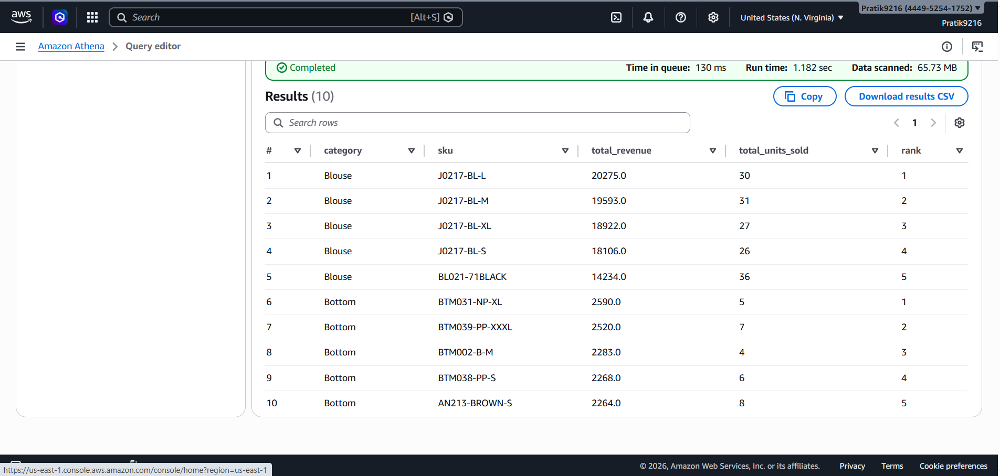 aws
Search [Alt+S]
United States (N. Virginia) ▼
Pratik9216 (4449-5254-1752) ▼
Pratik9216
Amazon Athena > Query editor
Completed Time in queue: 130 ms Run time: 1.182 sec Data scanned: 65.73 MB
Results (10) Copy Download results CSV
Search rows
1
# category sku total_revenue total_units_sold rank
1 Blouse J0217-BL-L 20275.0 30 1
2 Blouse J0217-BL-M 19593.0 31 2
3 Blouse J0217-BL-XL 18922.0 27 3
4 Blouse J0217-BL-S 18106.0 26 4
5 Blouse BL021-71BLACK 14234.0 36 5
6 Bottom BTM031-NP-XL 2590.0 5 1
7 Bottom BTM039-PP-XXXL 2520.0 7 2
8 Bottom BTM002-B-M 2283.0 4 3
9 Bottom BTM038-PP-S 2268.0 6 4
10 Bottom AN213-BROWN-S 2264.0 8 5
© 2026, Amazon Web Services, Inc. or its affiliates. Privacy Terms Cookie preferences
https://us-east-1.console.aws.amazon.com/console/home?region=us-east-1